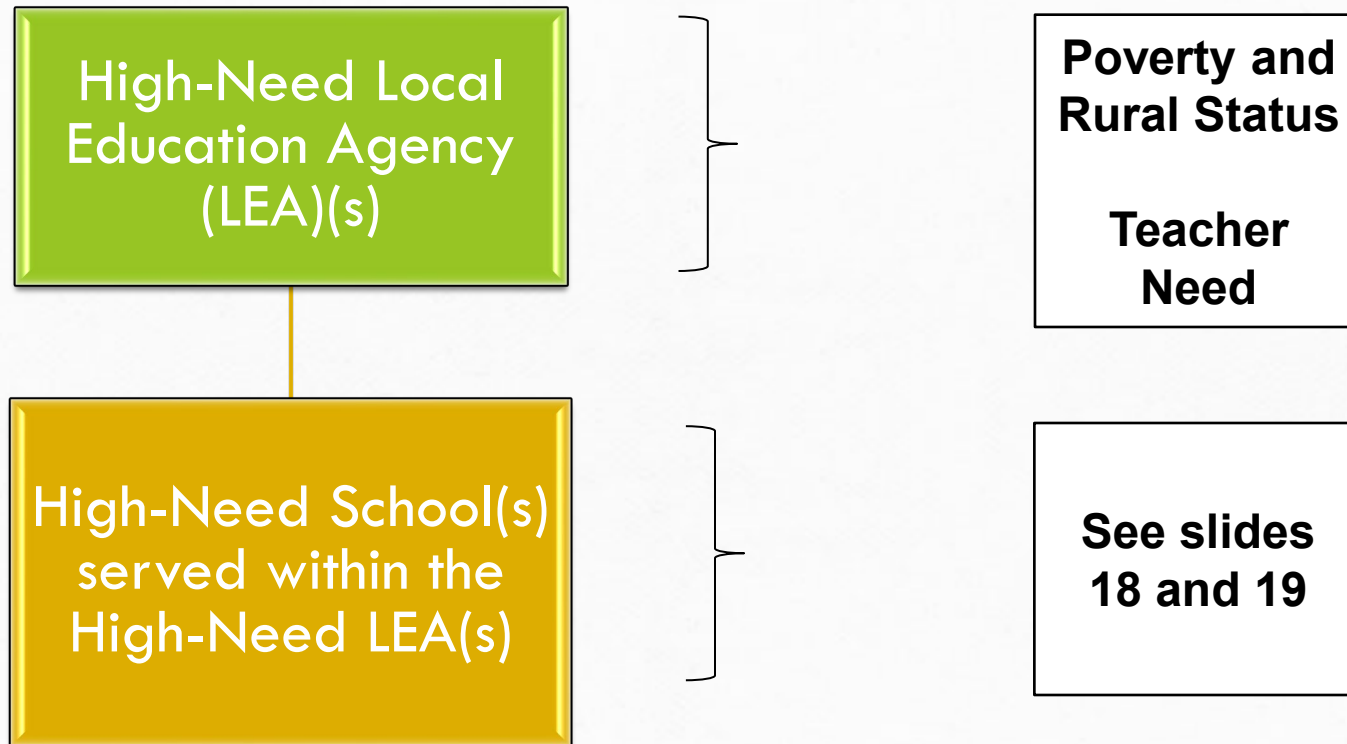 High-Need Local
Education Agency
(LEA)(s)
Poverty and
Rural Status
Teacher
Need
High-Need School(s)
served within the
High-Need LEA(s)
See slides
18 and 19